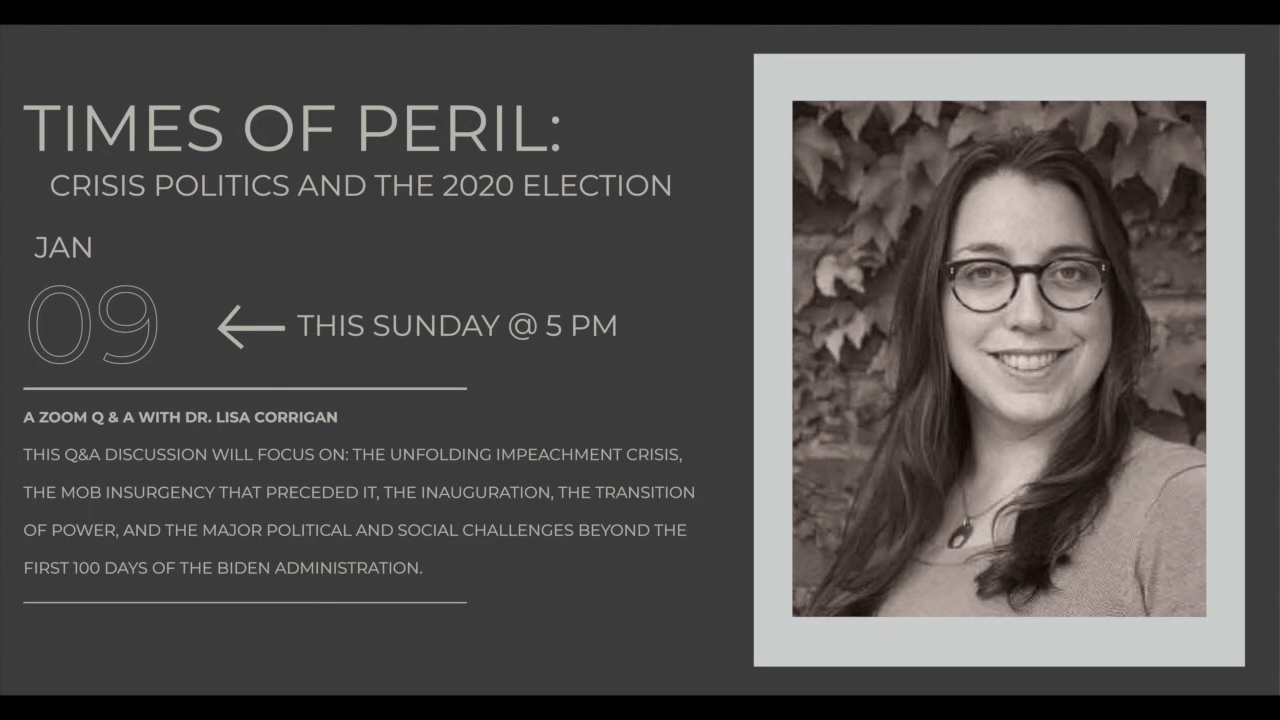 TIMES OF PERIL:
CRISIS POLITICS AND THE 2020 ELECTION
JAN
09
THIS SUNDAY @ 5 PM
A ZOOM Q & A WITH DR. LISA CORRIGAN
THIS Q&A DISCUSSION WILL FOCUS ON: THE UNFOLDING IMPEACHMENT CRISIS,
THE MOB INSURGENCY THAT PRECEDED IT, THE INAUGURATION, THE TRANSITION
OF POWER, AND THE MAJOR POLITICAL AND SOCIAL CHALLENGES BEYOND THE
FIRST 100 DAYS OF THE BIDEN ADMINISTRATION.